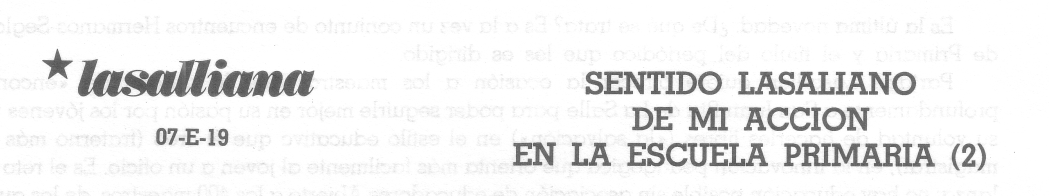 ★ lasalliana
07-E-19
SENTIDO LASALIANO
DE MI ACCION
EN LA ESCUELA PRIMARIA (2)